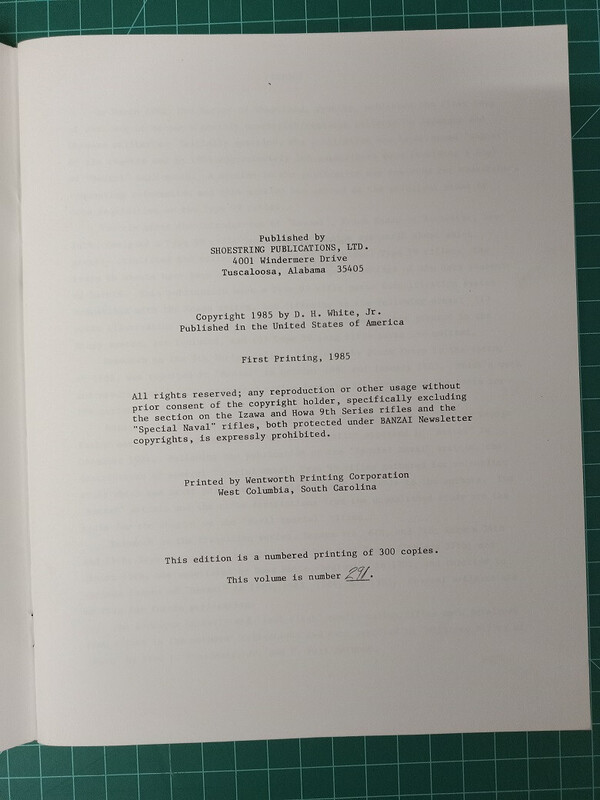 Published by
SHOESTRING PUBLICATIONS, LTD.
4001 Windermere Drive
Tuscaloosa, Alabama 35405
Copyright 1985 by D. H. White, Jr.
Published in the United States of America
First Printing, 1985
All rights reserved; any reproduction or other usage without
prior consent of the copyright holder, specifically excluding
the section on the Izawa and Howa 9th Series rifles and the
"Special Naval" rifles, both protected under BANZAI Newsletter
copyrights, is expressly prohibited.
Printed by Wentworth Printing Corporation
West Columbia, South Carolina
This edition is a numbered printing of 300 copies.
This volume is number 291.